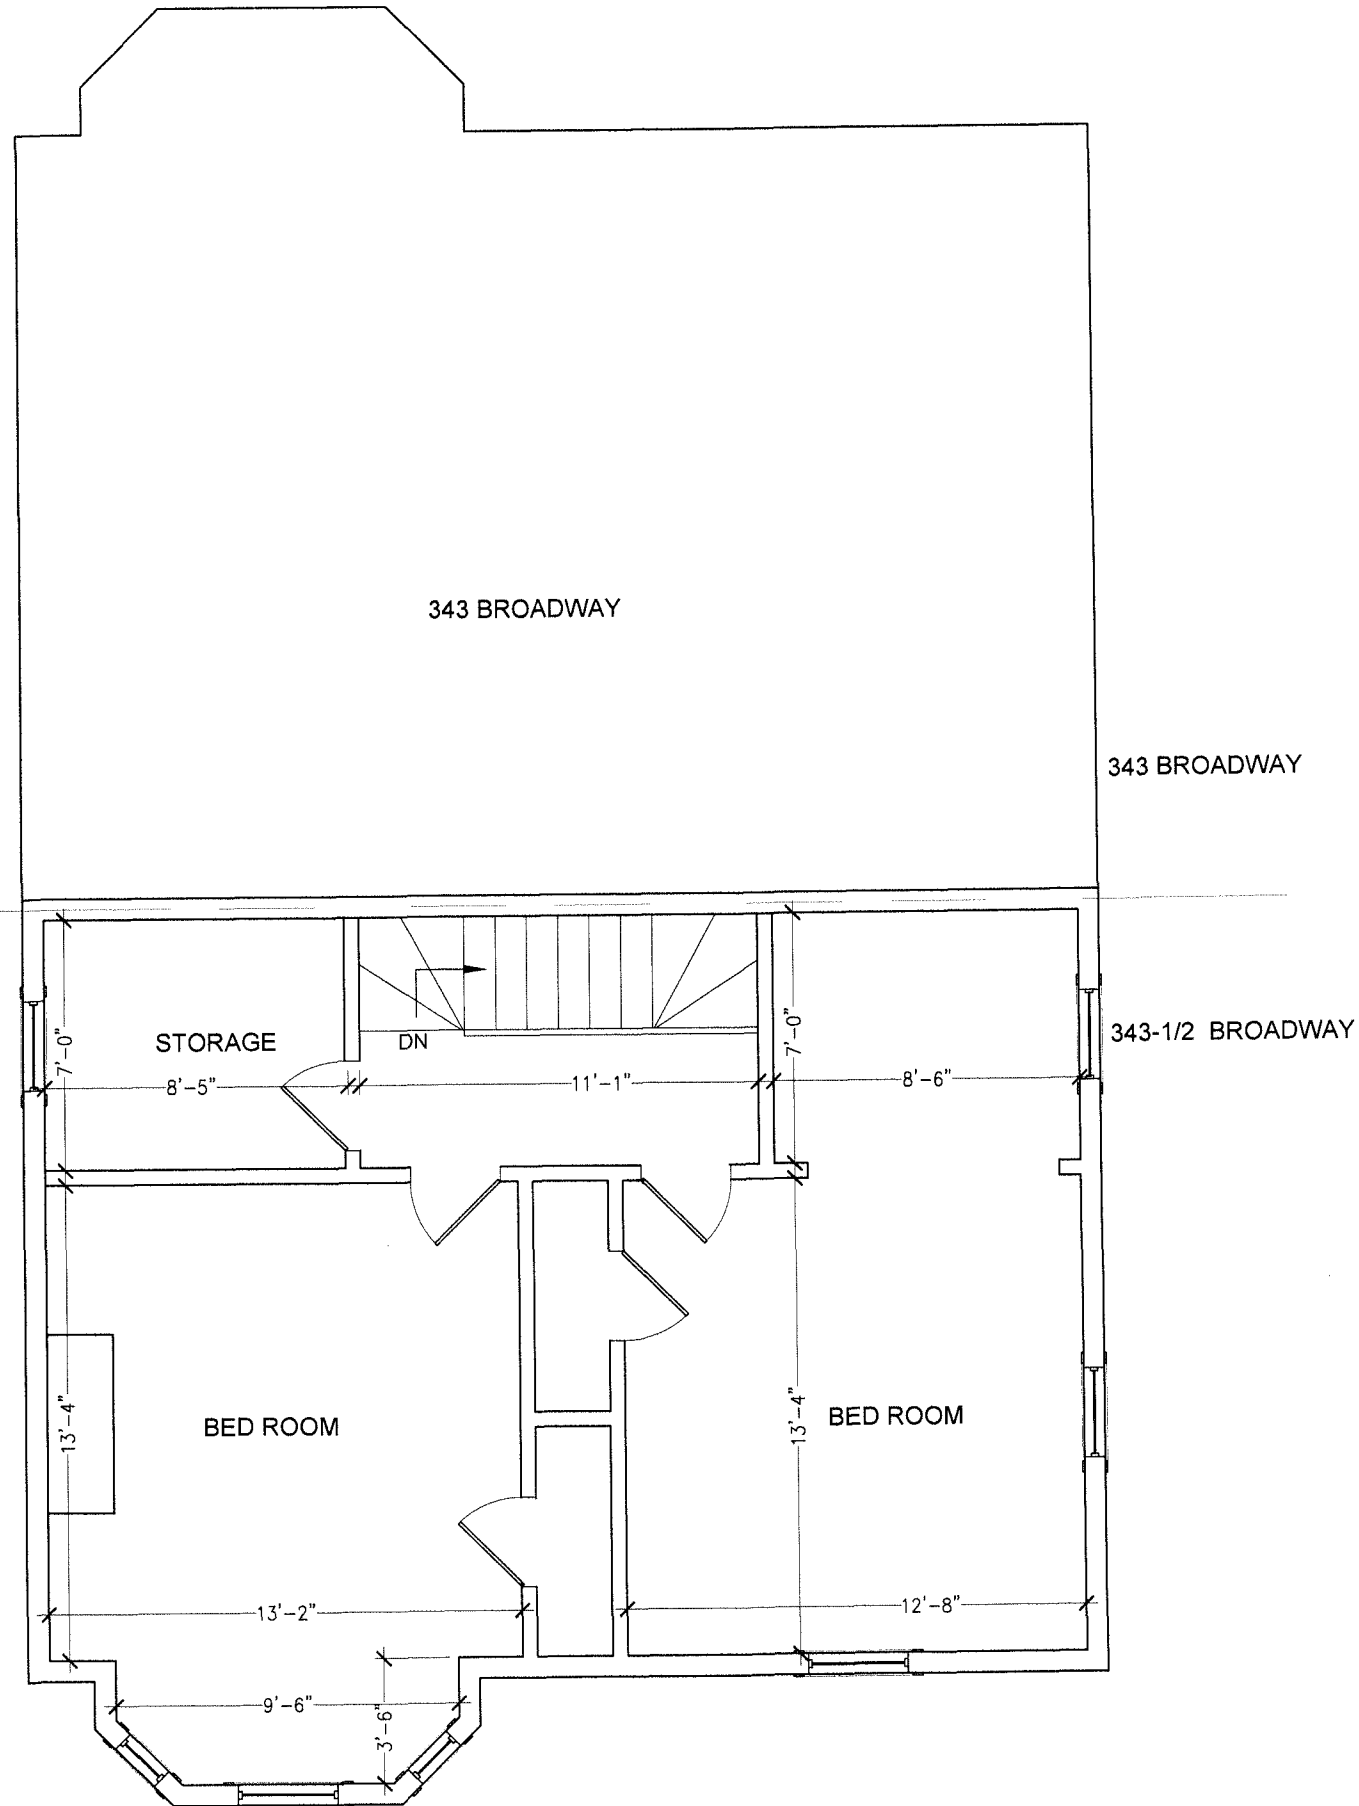 343 BROADWAY
343 BROADWAY
343-1/2 BROADWAY
STORAGE
DN
7'-0"
7'-0"
8'-5"
11'-1"
8'-6"
13'-4"
BED ROOM
13'-4"
BED ROOM
13'-2"
12'-8"
9'-6"
3'-6"